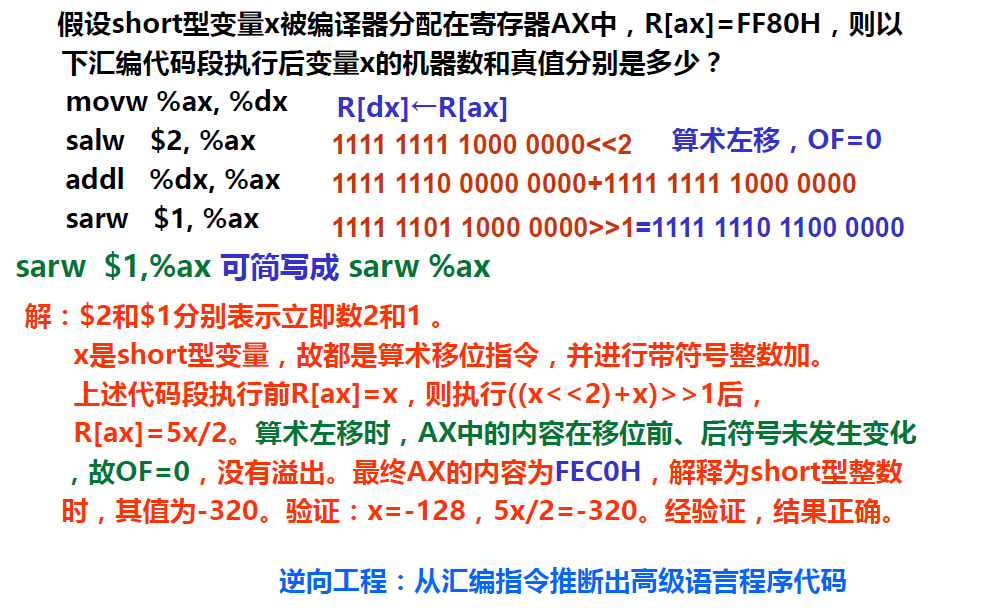 假设short型变量x被编译器分配在寄存器AX中，R[ax]=FF80H，则以
下汇编代码段执行后变量x的机器数和真值分别是多少？
movw %ax, %dx R[dx]←R[ax]
salw $2, %ax 1111 1111 1000 0000<<2 算术左移，OF=0
addl %dx, %ax 1111 1110 0000 0000+1111 1111 1000 0000
sarw $1, %ax 1111 1101 1000 0000>>1=1111 1110 1100 0000
sarw $1,%ax 可简写成 sarw %ax
解：$2和$1分别表示立即数2和1 。
x是short型变量，故都是算术移位指令，并进行带符号整数加。
上述代码段执行前R[ax]=x，则执行((x<<2)+x)>>1后，
R[ax]=5x/2。算术左移时，AX中的内容在移位前、后符号未发生变化
，故OF=0，没有溢出。最终AX的内容为FEC0H，解释为short型整数
时，其值为-320。验证：x=-128，5x/2=-320。经验证，结果正确。
逆向工程：从汇编指令推断出高级语言程序代码